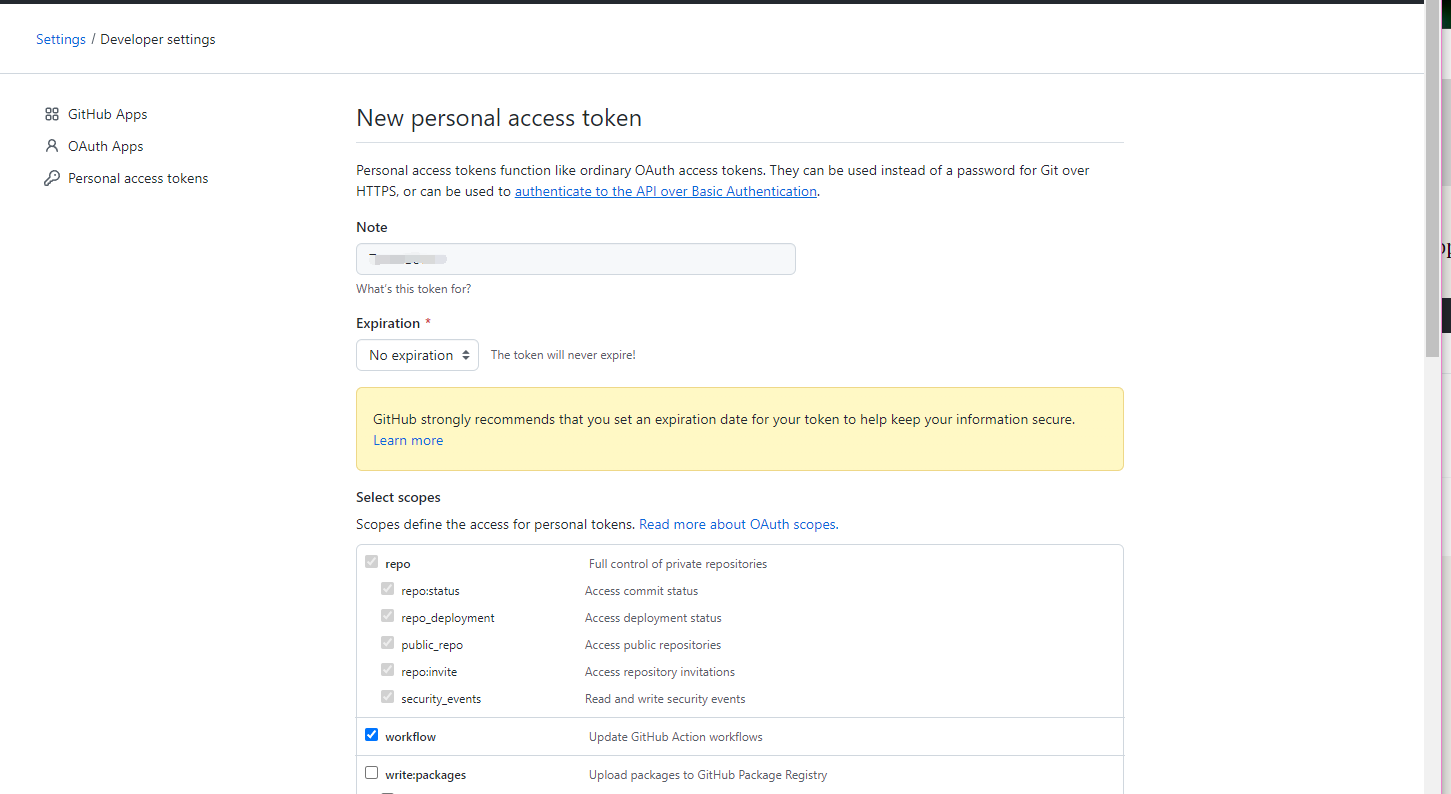 Settings / Developer settings
GitHub Apps
OAuth Apps
Personal access tokens
New personal access token
Personal access tokens function like ordinary OAuth access tokens. They can be used instead of a password for Git over
HTTPS, or can be used to authenticate to the API over Basic Authentication.
Note
What's this token for?
Expiration *
No expiration The token will never expire!
GitHub strongly recommends that you set an expiration date for your token to help keep your information secure.
Learn more
Select scopes
Scopes define the access for personal tokens. Read more about OAuth scopes.
repo Full control of private repositories
repo:status Access commit status
repo_deployment Access deployment status
public_repo Access public repositories
repo:invite Access repository invitations
security_events Read and write security events
workflow Update GitHub Action workflows
write:packages Upload packages to GitHub Package Registry